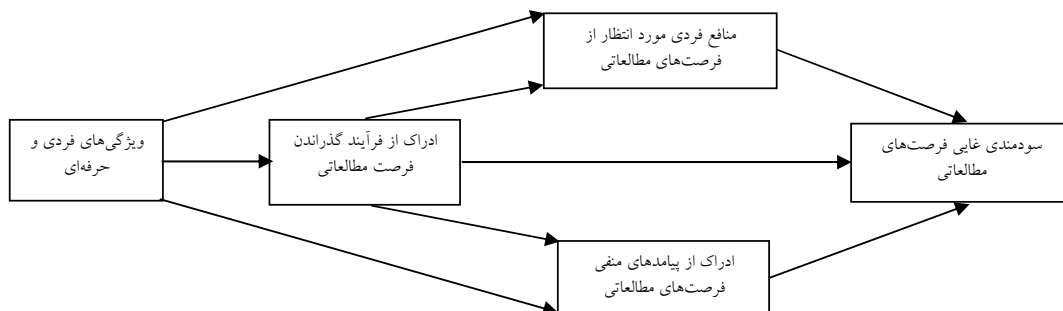 منافع فردی مورد انتظار از
فرصت‌های مطالعاتی
ویژگی‌های فردی و
حرفه‌ای
ادراک از فرآیند گذراندن
فرصت مطالعاتی
سودمندی غایی فرصت‌های
مطالعاتی
ادراک از پیامدهای منفی
فرصت‌های مطالعاتی